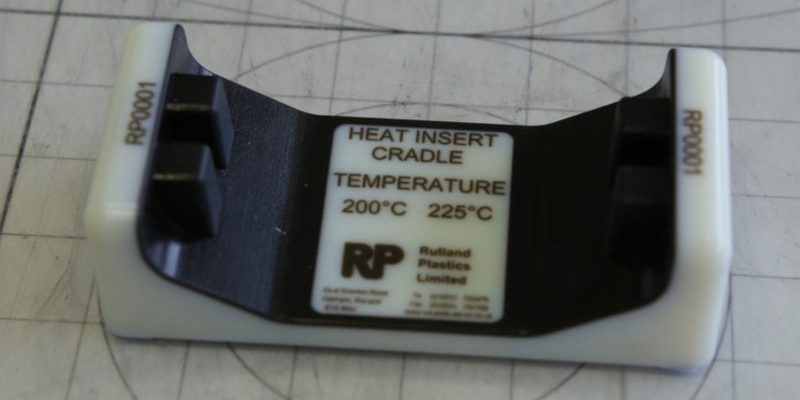 RP0001
HEAT INSERT
CRADLE
TEMPERATURE
200°C 225°C
RP
Rutland
Plastics
Limited
RP0001